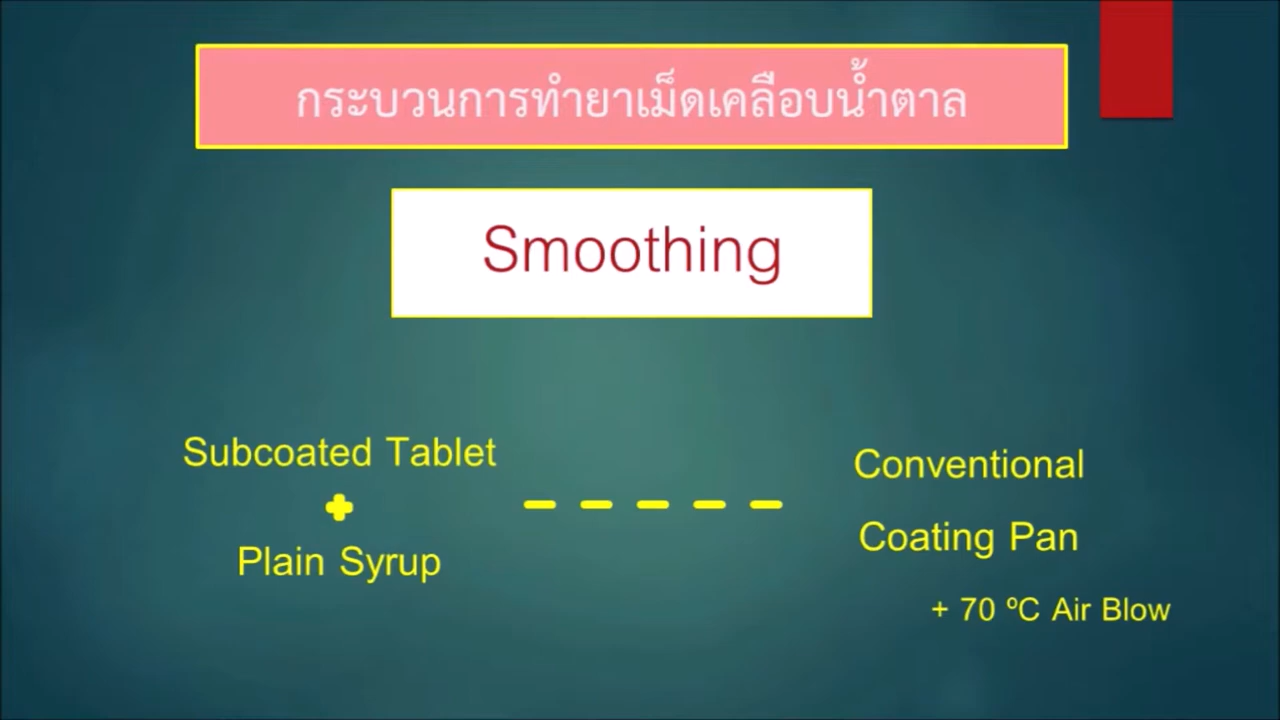 กระบวนการทำยาเม็ดเคลือบน้ำตาล
Smoothing
Subcoated Tablet
+
Plain Syrup
- - - - -
Conventional
Coating Pan
+ 70 ºC Air Blow